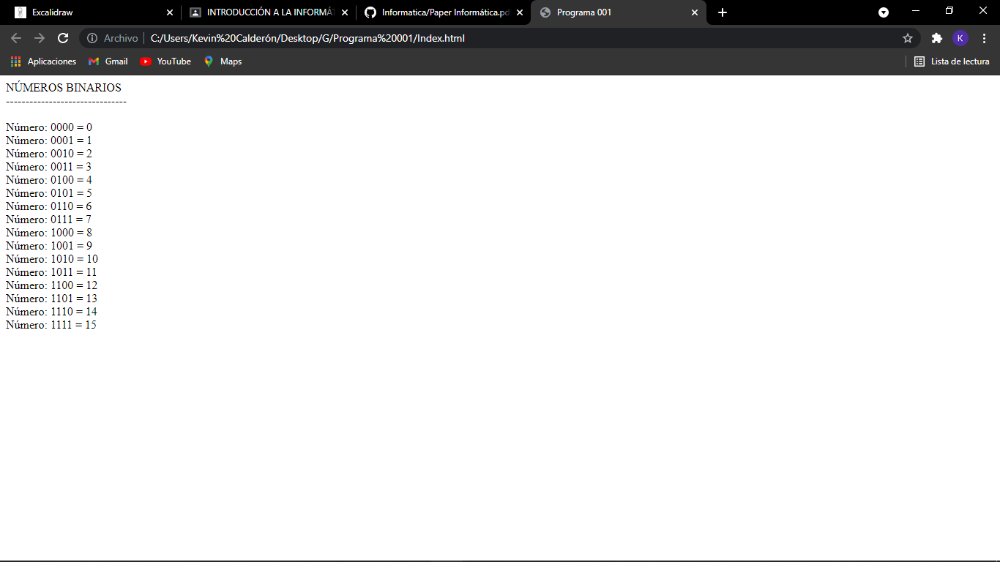 Excalidraw
INTRODUCCIÓN A LA INFORMÁT
Informatica/Paper Informática.pd
Programa 001
Archivo
C:/Users/Kevin%20Calderón/Desktop/G/Programa%20001/Index.html
K
Aplicaciones
Gmail
YouTube
Maps
Lista de lectura
NÚMEROS BINARIOS
-------------------------------
Número: 0000 = 0
Número: 0001 = 1
Número: 0010 = 2
Número: 0011 = 3
Número: 0100 = 4
Número: 0101 = 5
Número: 0110 = 6
Número: 0111 = 7
Número: 1000 = 8
Número: 1001 = 9
Número: 1010 = 10
Número: 1011 = 11
Número: 1100 = 12
Número: 1101 = 13
Número: 1110 = 14
Número: 1111 = 15